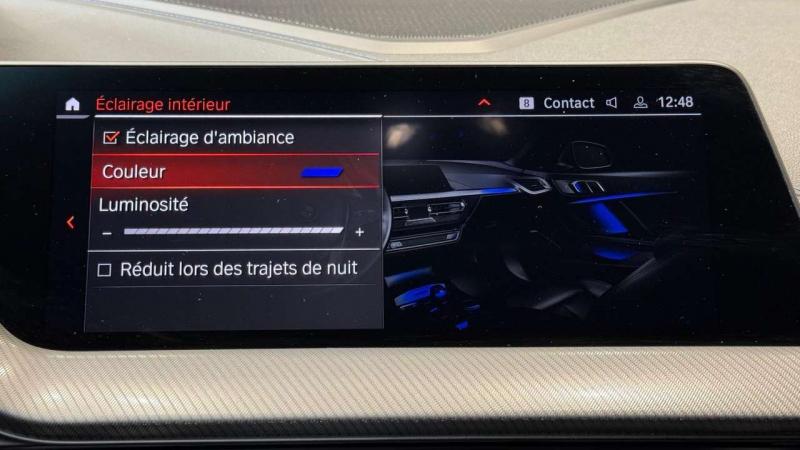 Éclairage intérieur
8 Contact 12:48
Éclairage d'ambiance
Couleur
Luminosité
− +
Réduit lors des trajets de nuit